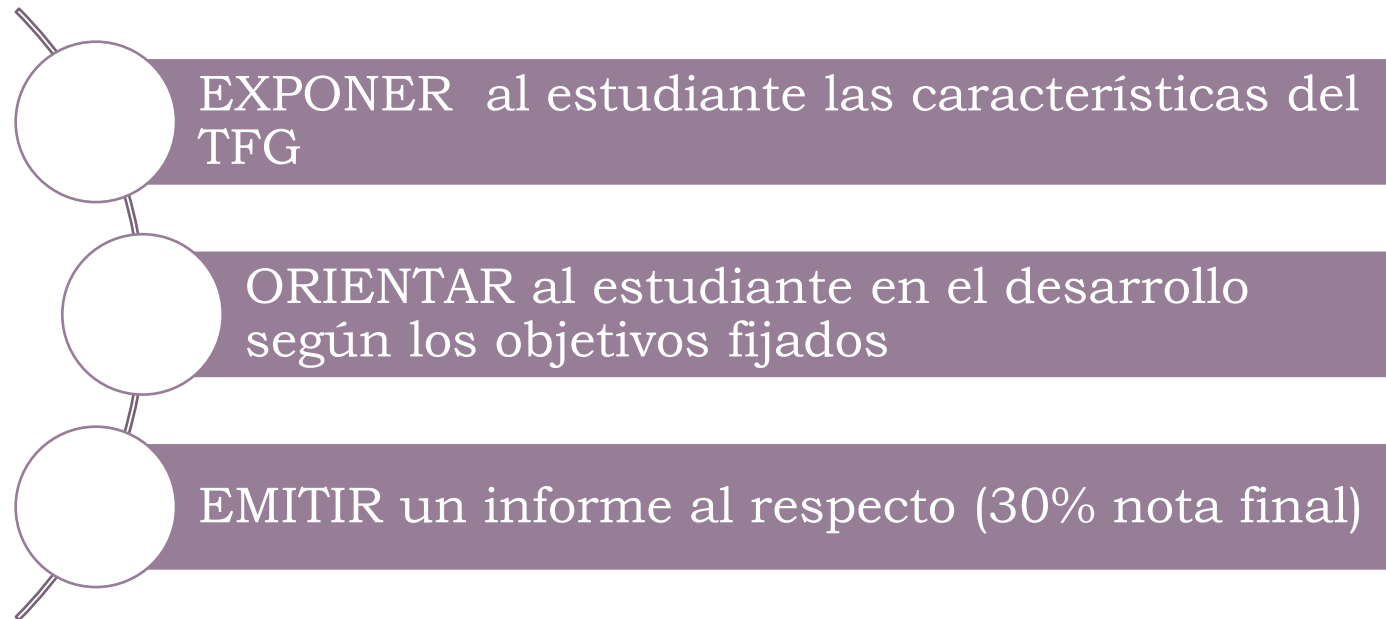 EXPONER  al estudiante las características del
TFG
ORIENTAR al estudiante en el desarrollo
según los objetivos fijados
EMITIR un informe al respecto (30% nota final)